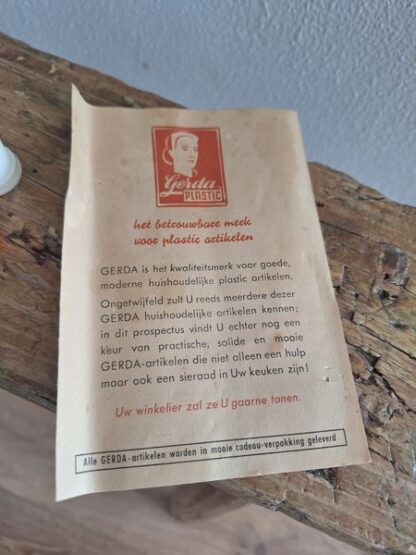 Gerda
PLASTIC
het betrouwbare merk
voor plastic artikelen
GERDA is het kwaliteitsmerk voor goede,
moderne huishoudelijke plastic artikelen.
Ongetwijfeld zult U reeds meerdere dezer
GERDA huishoudelijke artikelen kennen;
in dit prospectus vindt U echter nog een
keur van practische, solide en mooie
GERDA-artikelen die niet alleen een hulp
maar ook een sieraad in Uw keuken zijn!
Uw winkelier zal ze U gaarne tonen.
Alle GERDA-artikelen worden in mooie cadeau-verpakking geleverd